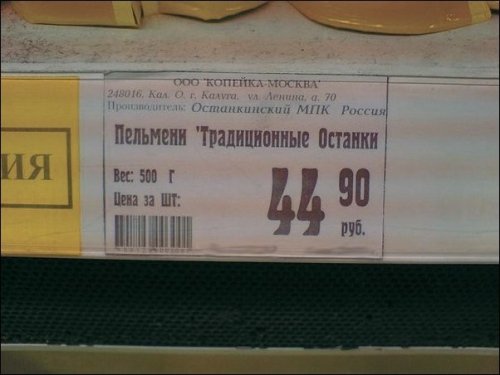 ООО "КОПЕЙКА-МОСКВА"
248016, Кал. О. г. Калуга, ул. Ленина, д. 70
Производитель: Останкинский МПК Россия
Пельмени 'Традиционные Останки
ИЯ
Вес: 500 Г
Цена за ШТ:
44 90
руб.